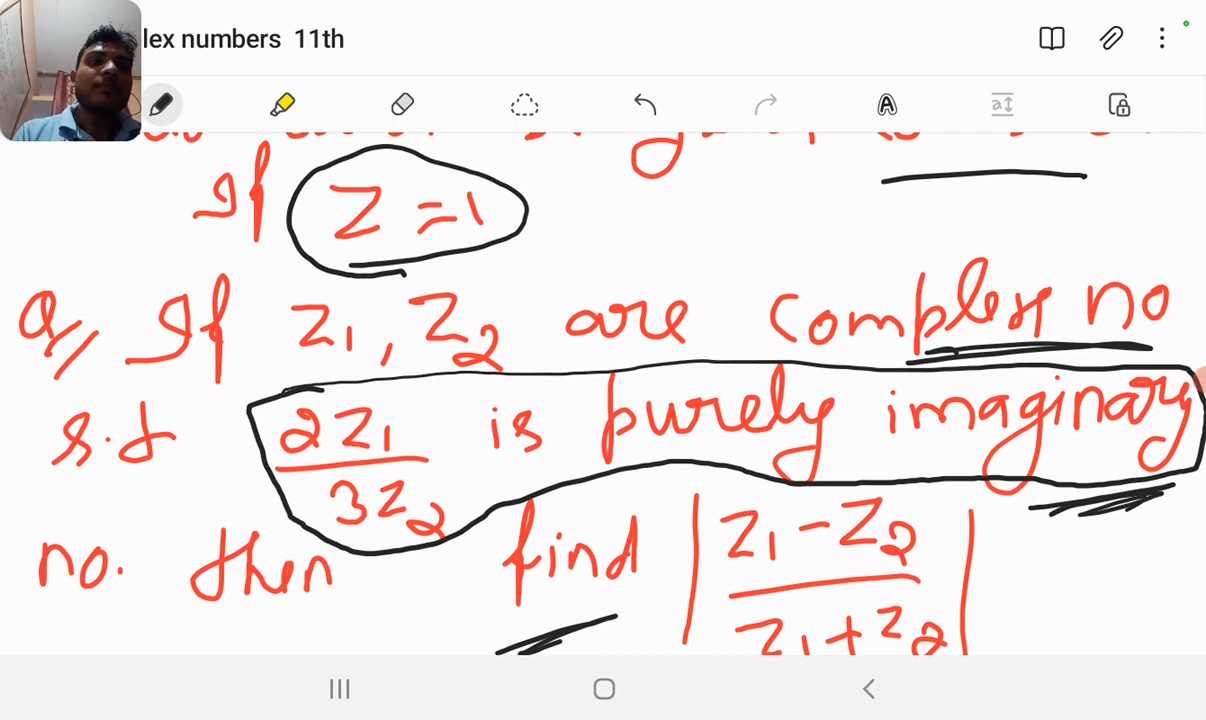 lex numbers 11th
If Z = 1
Q// If Z1, Z2 are complex no
s.t 2Z1/3Z2 is purely imaginary
no. then find |Z1 - Z2/Z1 + Z2|